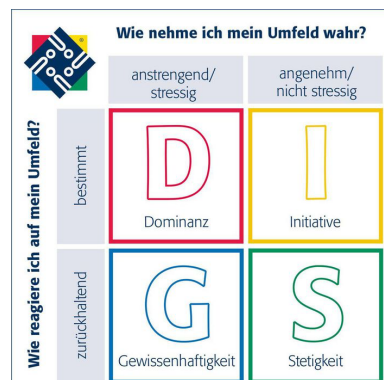 Wie nehme ich mein Umfeld wahr?
anstrengend/
stressig
angenehm/
nicht stressig
Wie reagiere ich auf mein Umfeld?
bestimmt
D
Dominanz
I
Initiative
zurückhaltend
G
Gewissenhaftigkeit
S
Stetigkeit